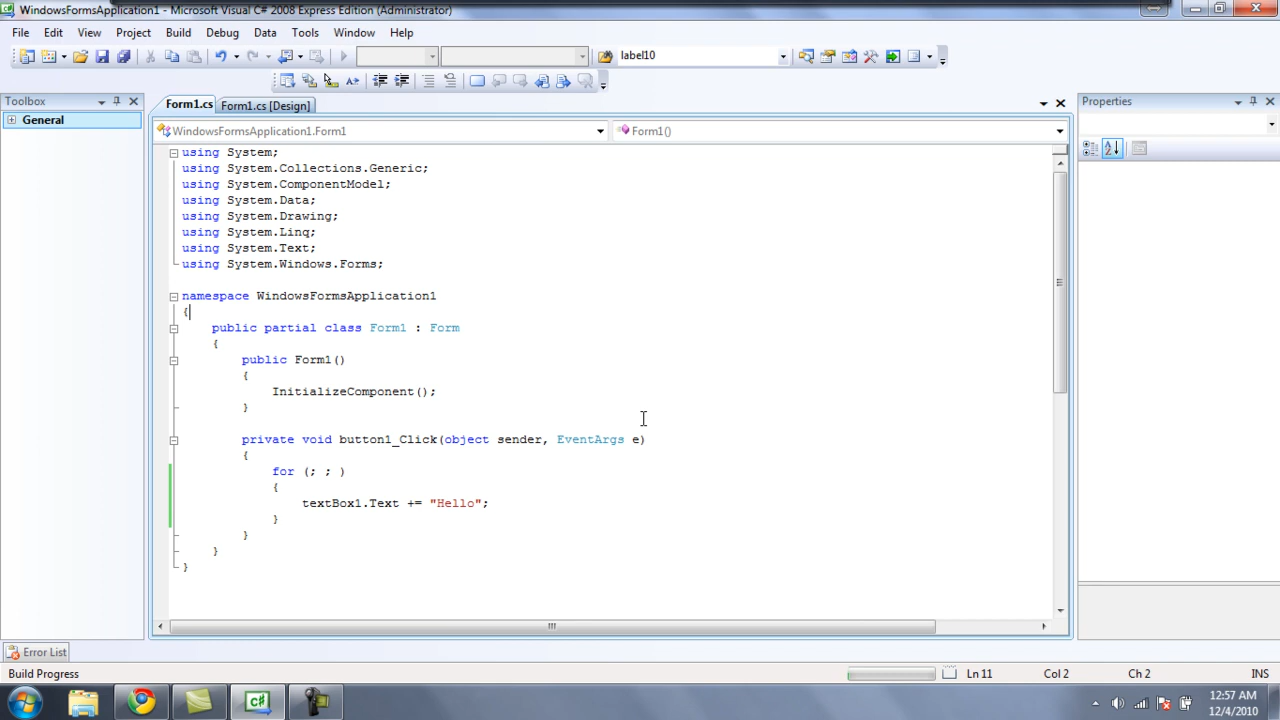 WindowsFormsApplication1 - Microsoft Visual C# 2008 Express Edition (Administrator)
File Edit View Project Build Debug Data Tools Window Help
label10
Toolbox
General
Form1.cs
Form1.cs [Design]
Properties
WindowsFormsApplication1.Form1
Form1()
using System;
using System.Collections.Generic;
using System.ComponentModel;
using System.Data;
using System.Drawing;
using System.Linq;
using System.Text;
using System.Windows.Forms;
namespace WindowsFormsApplication1
{
public partial class Form1 : Form
{
public Form1()
{
InitializeComponent();
}
private void button1_Click(object sender, EventArgs e)
{
for (; ; )
{
textBox1.Text += "Hello";
}
}
}
}
Error List
Build Progress
Ln 11
Col 2
Ch 2
INS
12:57 AM
12/4/2010